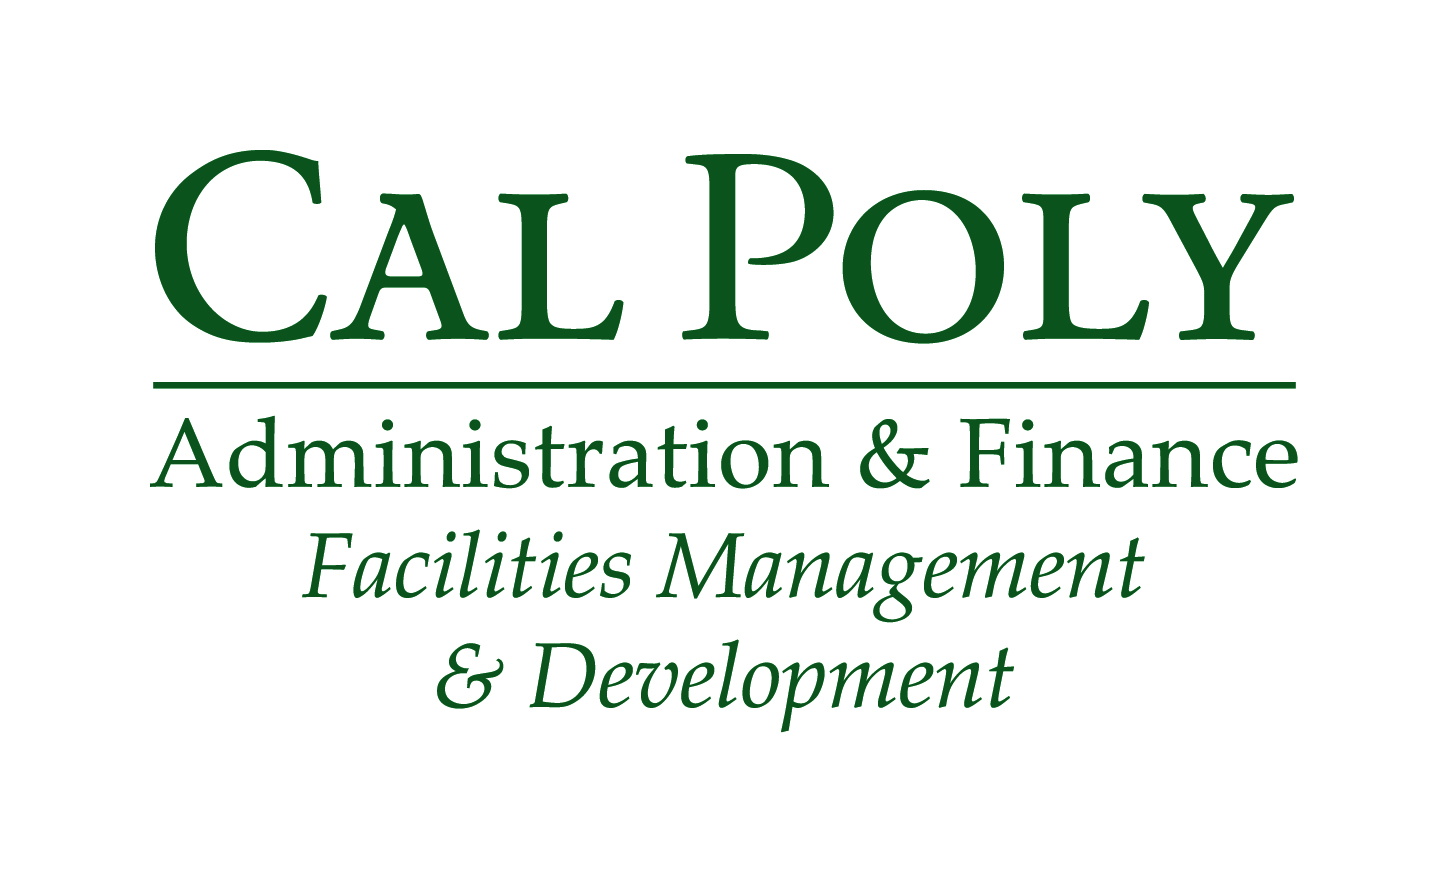 CAL POLY
Administration & Finance
Facilities Management
& Development